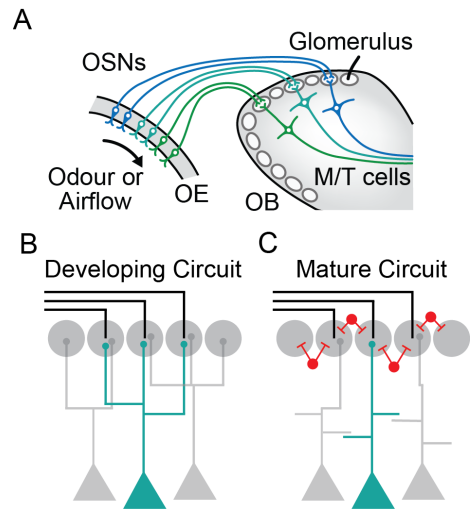 A
OSNs
Glomerulus
Odour or
Airflow
OE
OB
M/T cells
B
Developing Circuit
C
Mature Circuit